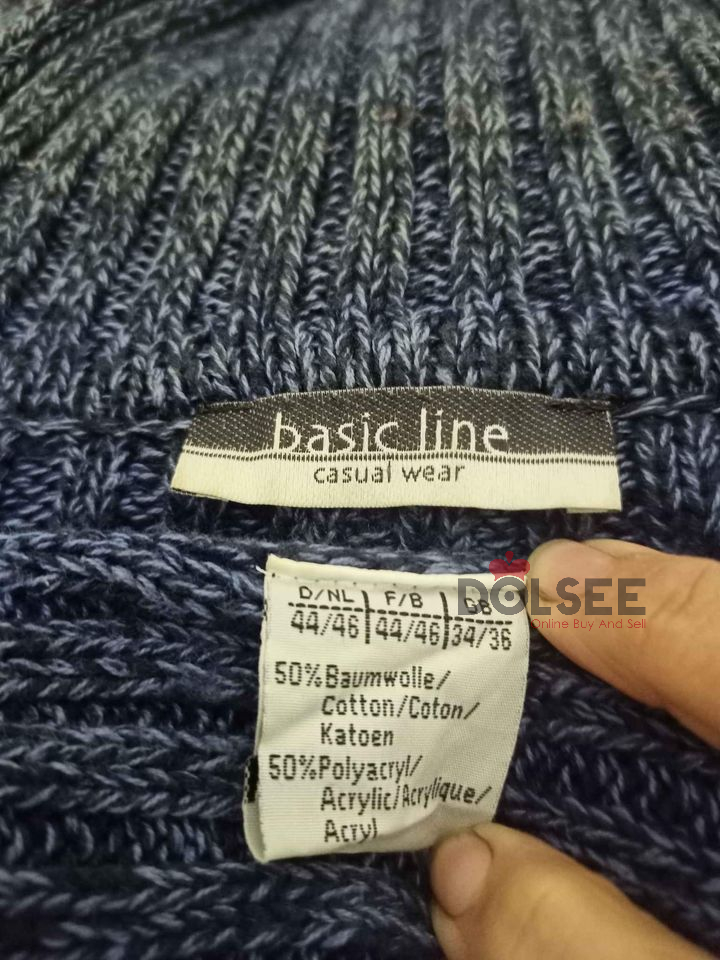 basic line
casual wear
D/NL F/B GB
44/46 44/46 34/36
50%Baumwolle/
Cotton/Coton/
Katoen
50%Polyacryl/
Acrylic/Acrylique/
Acryl
DOLSEE
Online Buy And Sell